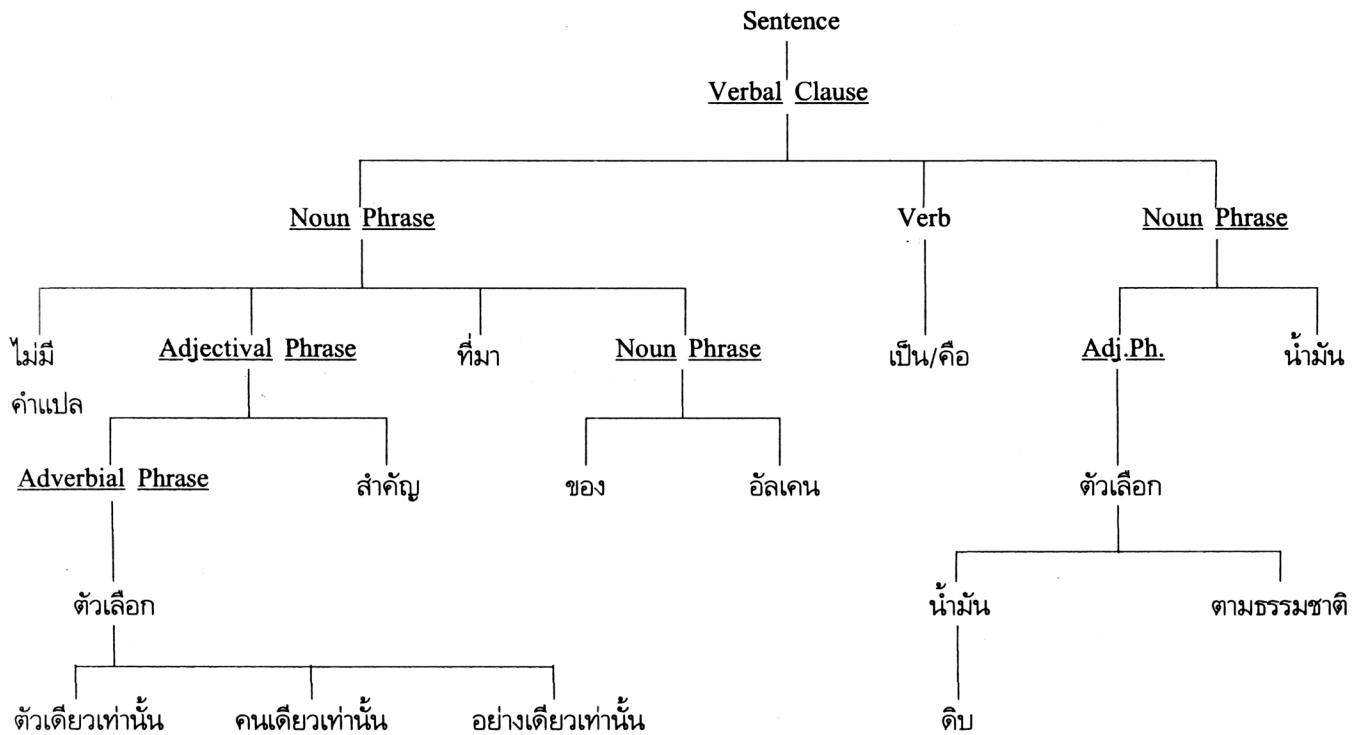 Sentence
Verbal Clause
Noun Phrase Verb Noun Phrase
ไม่มี Adjectival Phrase ที่มา Noun Phrase เป็น/คือ Adj.Ph. น้ำมัน
คำแปล
Adverbial Phrase สำคัญ ของ อัลเคน ตัวเลือก
ตัวเลือก น้ำมัน ตามธรรมชาติ
ตัวเดียวเท่านั้น คนเดียวเท่านั้น อย่างเดียวเท่านั้น ดิบ